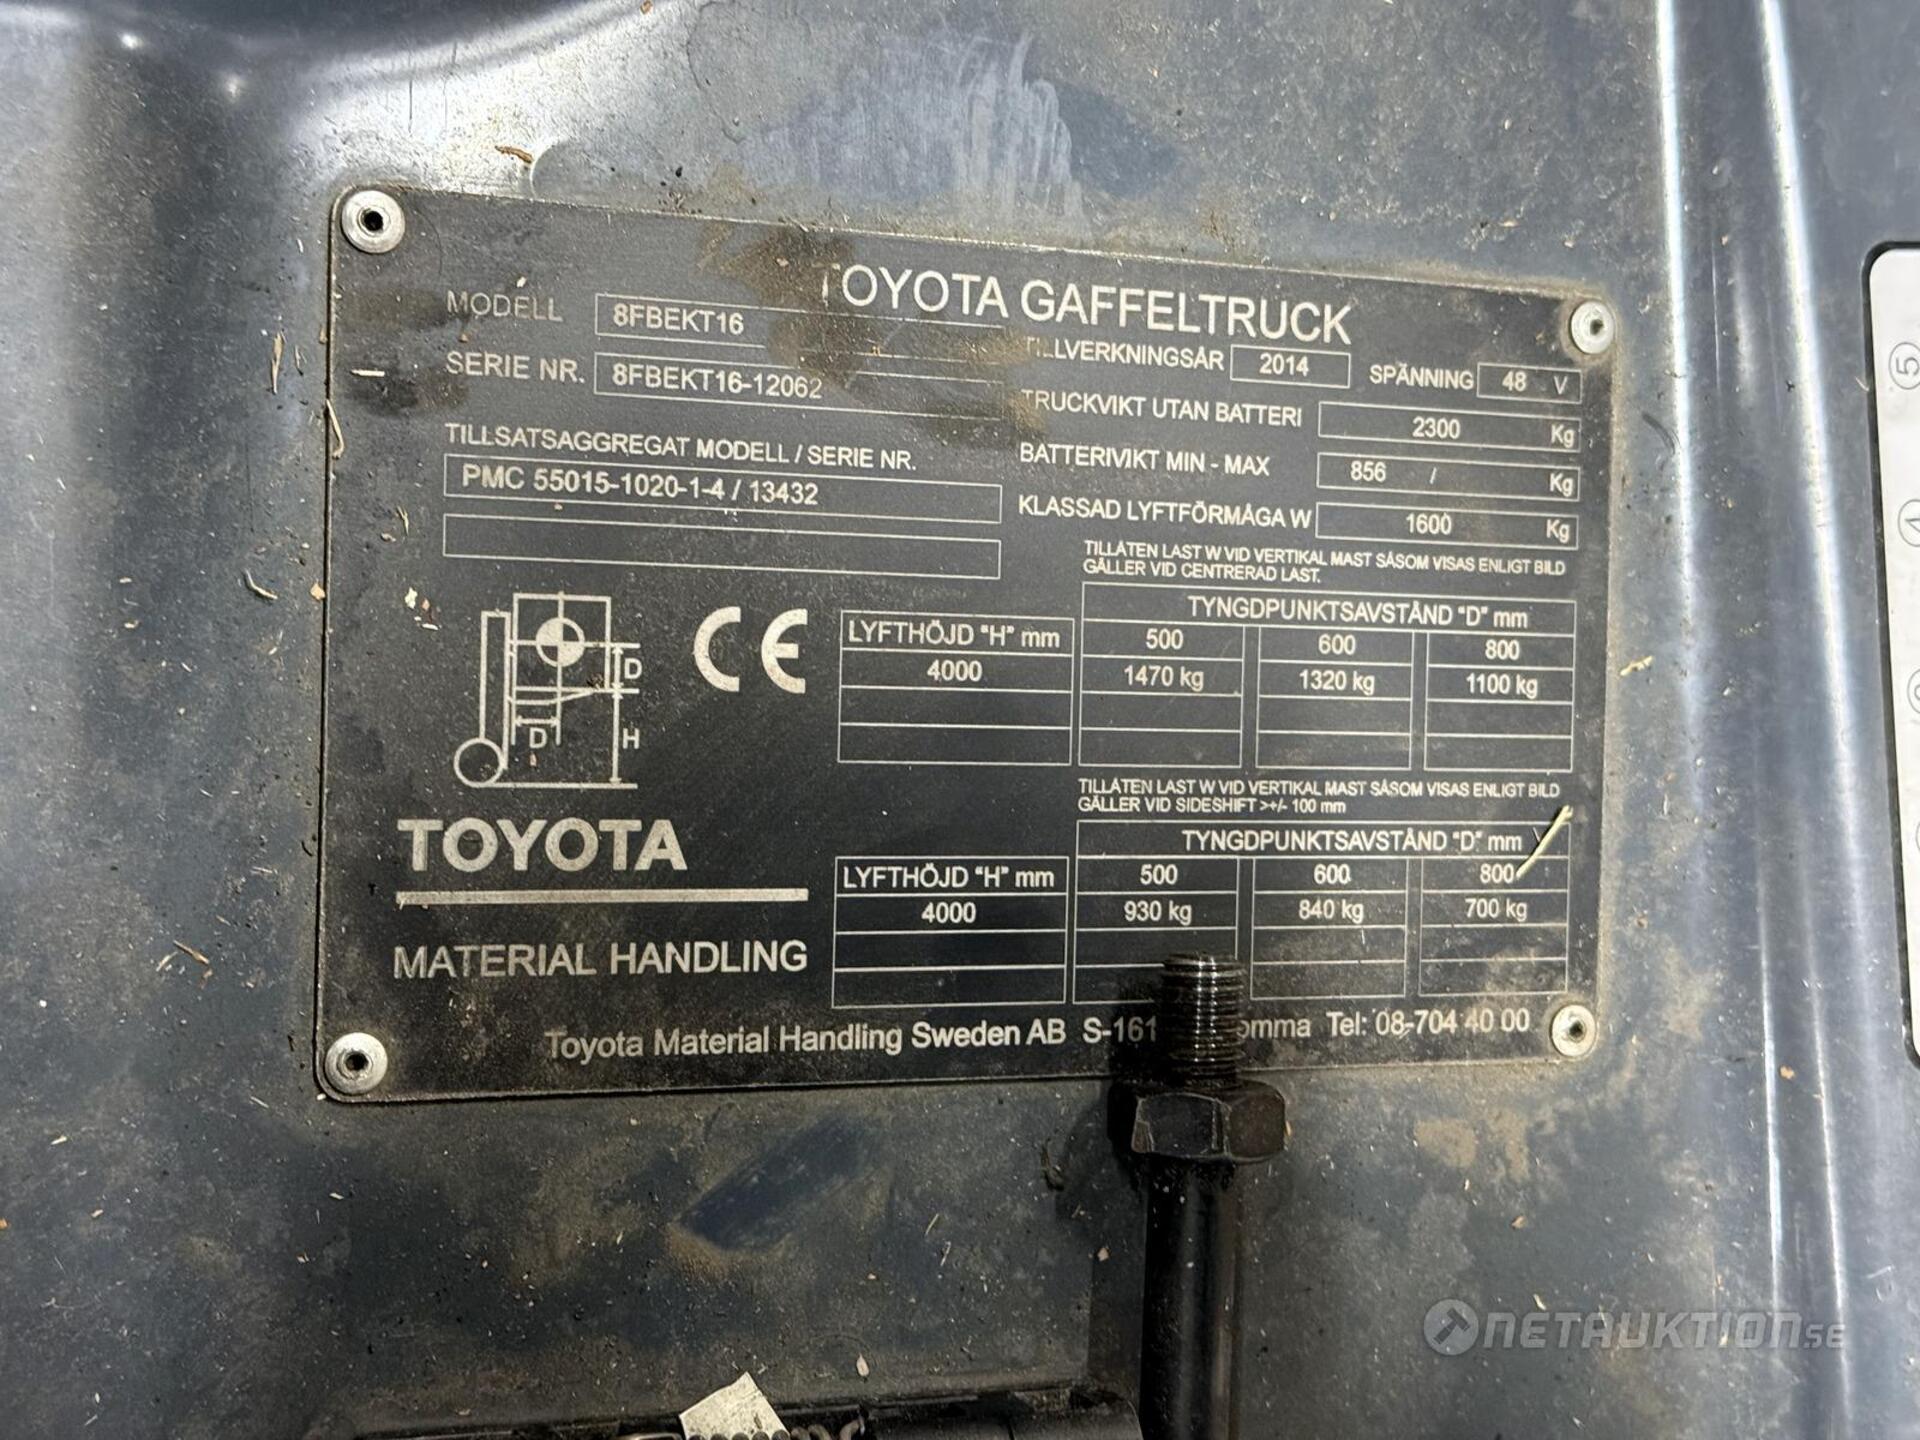 TOYOTA GAFFELTRUCK
MODELL 8FBEKT16
SERIE NR. 8FBEKT16-12062
TILLSATSAGGREGAT MODELL / SERIE NR.
PMC 55015-1020-1-4 / 13432
TILLVERKNINGSÅR 2014 SPÄNNING 48 V
TRUCKVIKT UTAN BATTERI 2300 Kg
BATTERIVIKT MIN - MAX 856 / Kg
KLASSAD LYFTFÖRMÅGA W 1600 Kg
TILLÅTEN LAST W VID VERTIKAL MAST SÅSOM VISAS ENLIGT BILD
GÄLLER VID CENTRERAD LAST.
TYNGDPUNKTSAVSTÅND "D" mm
LYFTHÖJD "H" mm 500 600 800
4000 1470 kg 1320 kg 1100 kg
TILLÅTEN LAST W VID VERTIKAL MAST SÅSOM VISAS ENLIGT BILD
GÄLLER VID SIDESHIFT >+/- 100 mm
TYNGDPUNKTSAVSTÅND "D" mm
LYFTHÖJD "H" mm 500 600 800
4000 930 kg 840 kg 700 kg
D
D H
CE
TOYOTA
MATERIAL HANDLING
Toyota Material Handling Sweden AB S-161 omma Tel: 08-704 40 00
5
4
NETAUKTION.SE